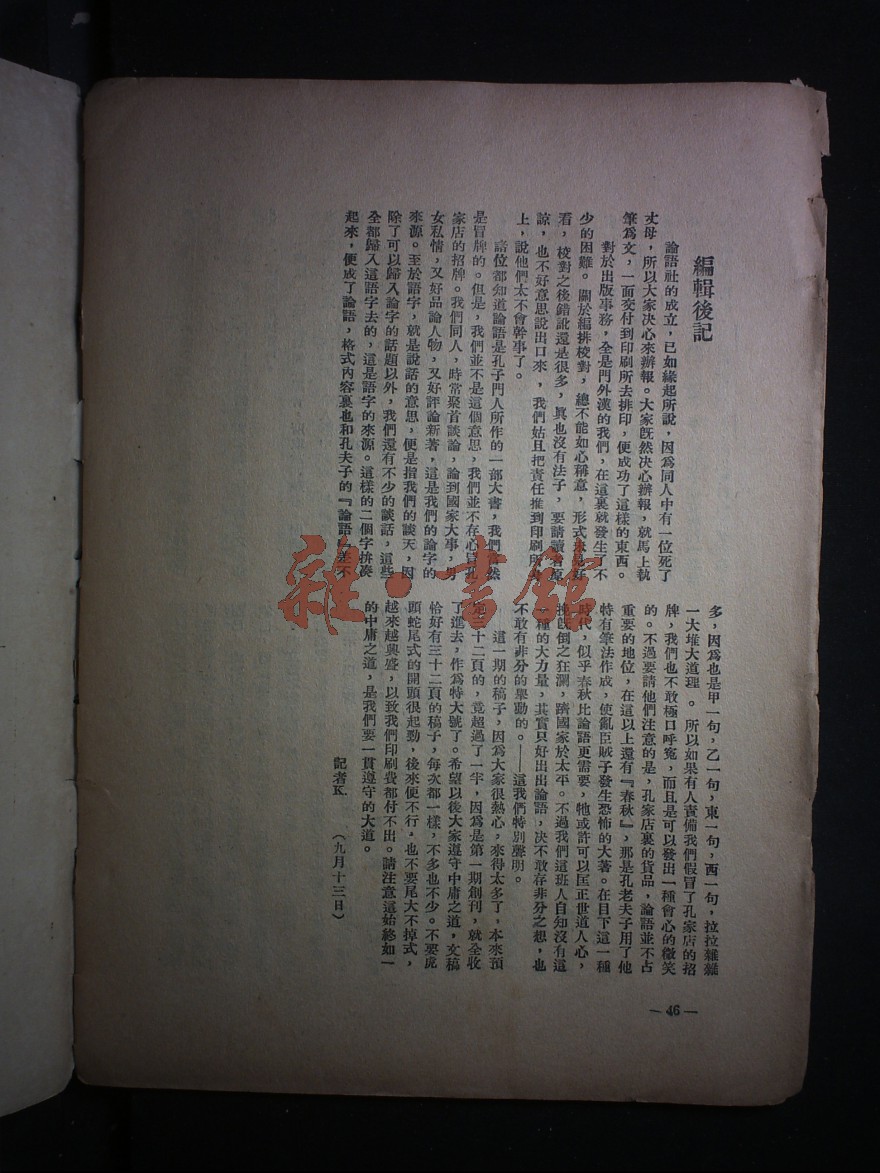 編輯後記
論語社的成立，已如緣起所說，因爲同人中有一位死了
丈母，所以大家决心來辦報。大家旣然决心辦報，就馬上執
筆爲文，一面交付到印刷所去排印，便成功了這樣的東西。
對於出版事務，全是門外漢的我們，在這裏就發生了不
少的困難。關於編排校對，總不能如心稱意，形式未見好
看，校對之後錯訛還是很多，眞也沒有法子，要請讀者原
諒，也不好意思說出口來，我們姑且把責任推到印刷所身
上，說他們太不會幹事了。
諸位都知道論語是孔子門人所作的一部大書，我們當然
是冒牌的。但是，我們並不是這個意思，我們並不存心冒孔
家店的招牌。我們同人，時常聚首談論，論到國家大事，男
女私情，又好品論人物，又好評論新著，這是我們的論字的
來源。至於語字，就是說話的意思，便是指我們的談天，因
除了可以歸入論字的話題以外，我們還有不少的談話，這些
全都歸入這語字去的，這是語字的來源。這樣的二個字拚湊
起來，便成了論語，格式內容裏也和孔夫子的『論語』差不
多，因爲也是甲一句，乙一句，東一句，西一句，拉拉雜雜
一大堆大道理。所以如果有人責備我們假冒了孔家店的招
牌，我們也不敢極口呼寃，而且是可以發出一種會心的微笑
的。不過要請他們注意的是，孔家店裏的貨品，論語並不占
重要的地位，在這以上還有『春秋』，那是孔老夫子用了他
特有筆法作成，使亂臣賊子發生恐怖的大著。在目下這一種
時代，似乎春秋比論語更需要，牠或許可以匡正世道人心，
挽旣倒之狂瀾，躋國家於太平。不過我們這班人自知沒有這
一種的大力量，其實只好出出論語，决不敢存非分之想，也
不敢有非分的舉動的。——這我們特別聲明。
這一期的稿子，因爲大家很熱心，來得太多了，本來預
定三十二頁的，竟超過了一半，因爲是第一期創刊，就全收
了進去，作爲特大號了。希望以後大家遵守中庸之道，文稿
恰好有三十二頁的稿子，每次都一樣，不多也不少。不要虎
頭蛇尾式的開頭很起勁，後來便不行，也不要尾大不掉式，
越來越興盛，以致我們印刷費都付不出。請注意這始終如一
的中庸之道，是我們要一貫遵守的大道。
記者K.　（九月十三日）
— 46 —
雜·書館